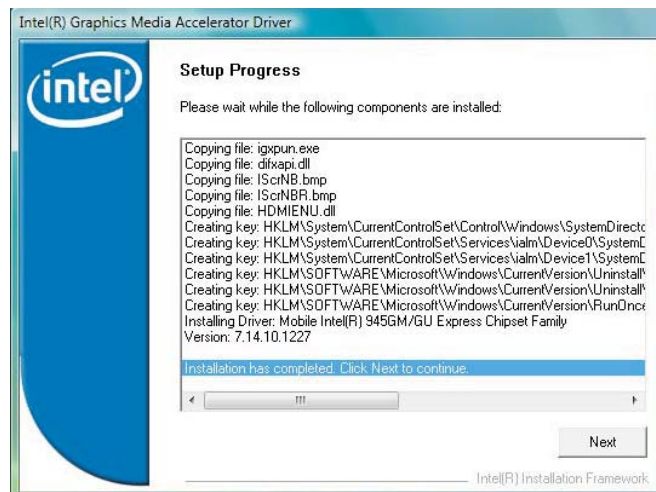 Intel(R) Graphics Media Accelerator Driver
intel
Setup Progress
Please wait while the following components are installed:
Copying file: igxpun.exe
Copying file: difxapi.dll
Copying file: IScrNB.bmp
Copying file: IScrNBR.bmp
Copying file: HDMIENU.dll
Creating key: HKLM\System\CurrentControlSet\Control\Windows\SystemDirecto
Creating key: HKLM\System\CurrentControlSet\Services\ialm\Device0\SystemD
Creating key: HKLM\System\CurrentControlSet\Services\ialm\Device1\SystemD
Creating key: HKLM\SOFTWARE\Microsoft\Windows\CurrentVersion\Uninstall\
Creating key: HKLM\SOFTWARE\Microsoft\Windows\CurrentVersion\Uninstall\
Creating key: HKLM\SOFTWARE\Microsoft\Windows\CurrentVersion\RunOnce
Installing Driver: Mobile Intel(R) 945GM/GU Express Chipset Family
Version: 7.14.10.1227
Installation has completed. Click Next to continue.
Next
Intel(R) Installation Framework